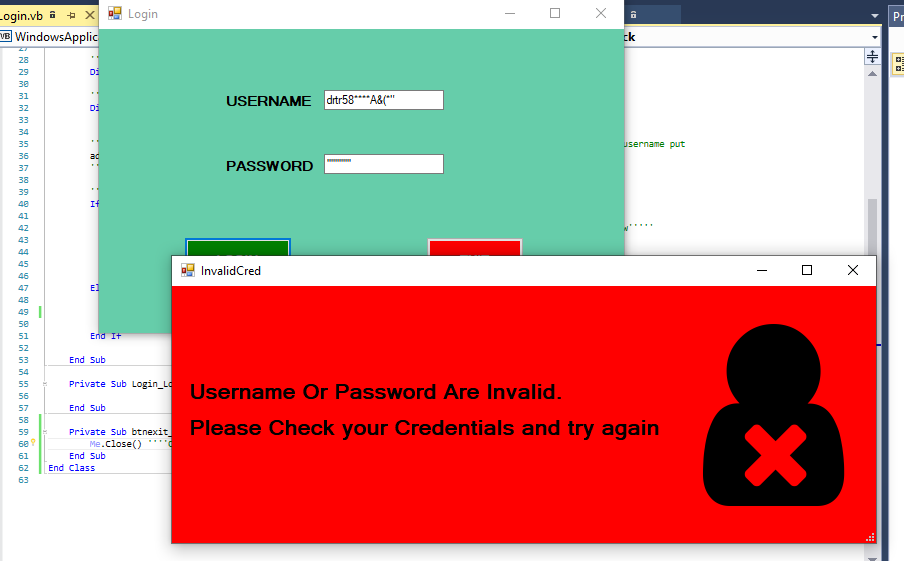 Login.vb
Login
Pr
VB WindowsApplic
ck
27
28 ''
29 Di
30
31 ''
32 Di
33
34
35 '' username put
36 ad
37 ''
38
39 ''
40 If
41
42 w'''''
43
44
45
46
47 El
48
49
50
51 End If
52
53 End Sub
54
55 Private Sub Login_Lo
56
57 End Sub
58
59 Private Sub btnexit_
60 Me.Close() ''''
61 End Sub
62 End Class
63
USERNAME drtr58****A&(*"
PASSWORD
InvalidCred
Username Or Password Are Invalid.
Please Check your Credentials and try again